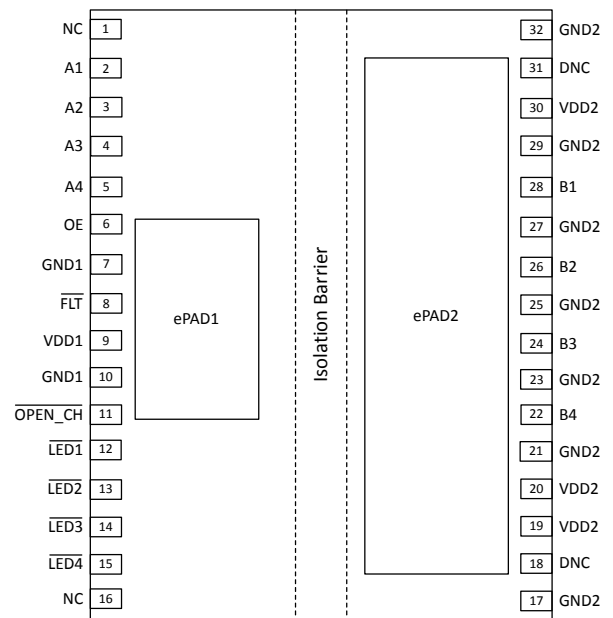 NC 1
A1 2
A2 3
A3 4
A4 5
OE 6
GND1 7
FLT 8
VDD1 9
GND1 10
OPEN_CH 11
LED1 12
LED2 13
LED3 14
LED4 15
NC 16
ePAD1
Isolation Barrier
ePAD2
32 GND2
31 DNC
30 VDD2
29 GND2
28 B1
27 GND2
26 B2
25 GND2
24 B3
23 GND2
22 B4
21 GND2
20 VDD2
19 VDD2
18 DNC
17 GND2